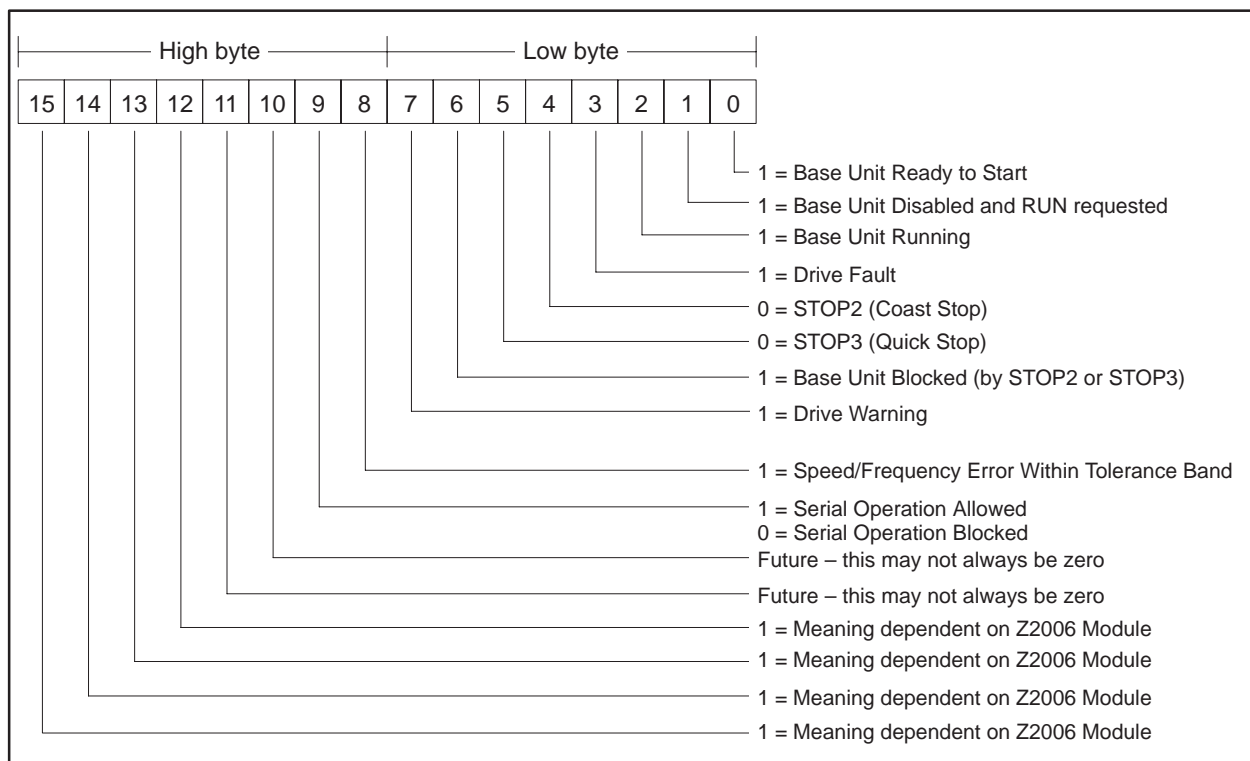 High byte Low byte
15 14 13 12 11 10 9 8 7 6 5 4 3 2 1 0
1 = Base Unit Ready to Start
1 = Base Unit Disabled and RUN requested
1 = Base Unit Running
1 = Drive Fault
0 = STOP2 (Coast Stop)
0 = STOP3 (Quick Stop)
1 = Base Unit Blocked (by STOP2 or STOP3)
1 = Drive Warning
1 = Speed/Frequency Error Within Tolerance Band
1 = Serial Operation Allowed
0 = Serial Operation Blocked
Future – this may not always be zero
Future – this may not always be zero
1 = Meaning dependent on Z2006 Module
1 = Meaning dependent on Z2006 Module
1 = Meaning dependent on Z2006 Module
1 = Meaning dependent on Z2006 Module